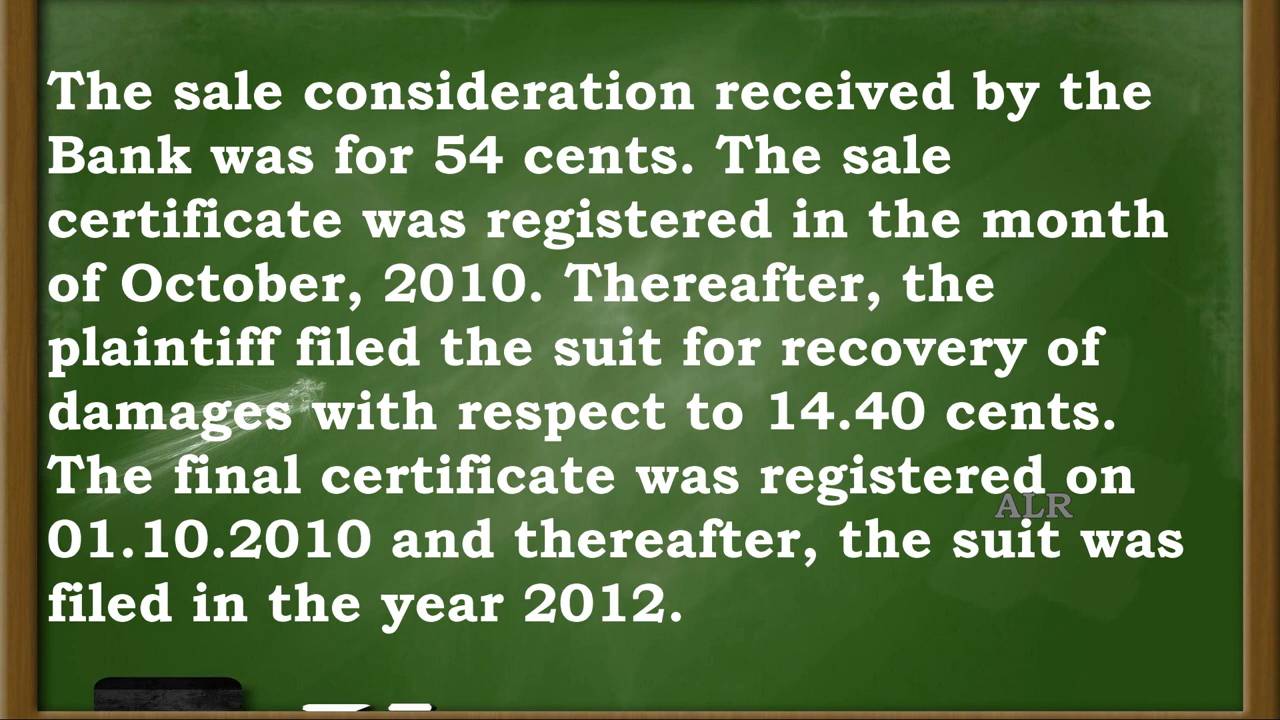 The sale consideration received by the
Bank was for 54 cents. The sale
certificate was registered in the month
of October, 2010. Thereafter, the
plaintiff filed the suit for recovery of
damages with respect to 14.40 cents.
The final certificate was registered on
ALR
01.10.2010 and thereafter, the suit was
filed in the year 2012.